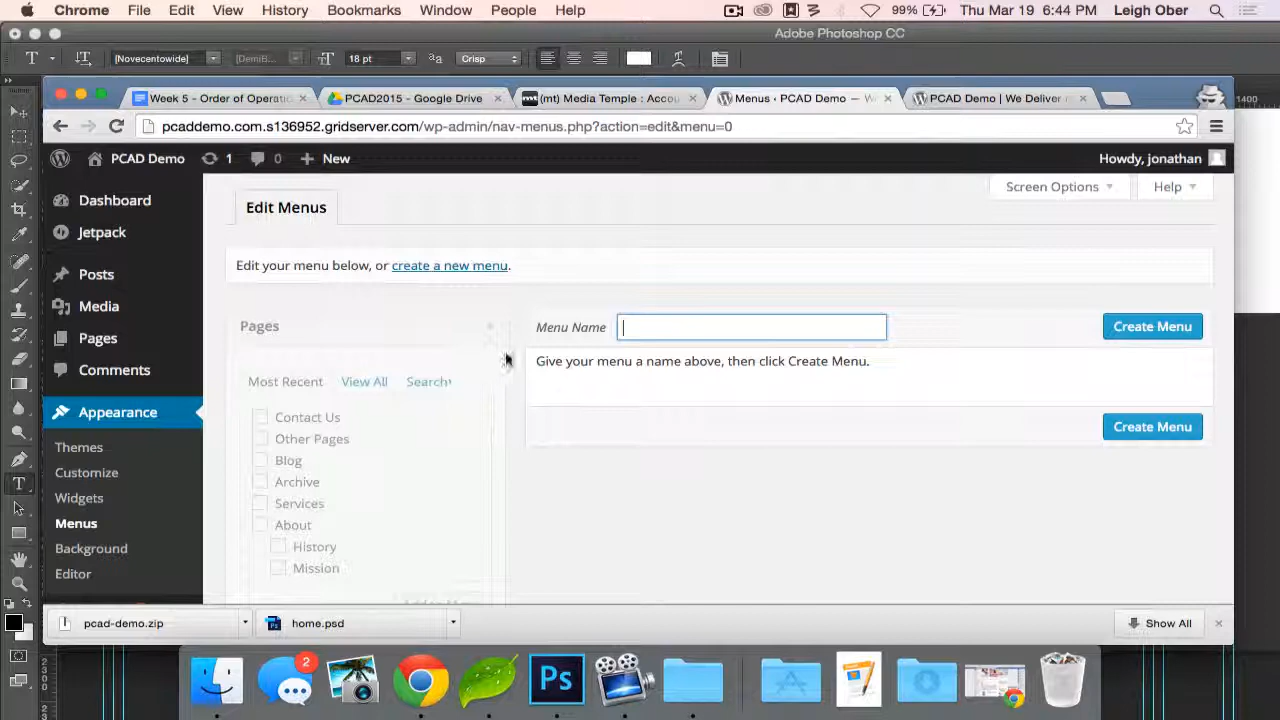 Chrome File Edit View History Bookmarks Window People Help 99% Thu Mar 19 6:44 PM Leigh Ober
Adobe Photoshop CC
[Novecentowide] [DemiB... 18 pt Crisp
Week 5 - Order of Operati PCAD2015 - Google Drive (mt) Media Temple : Accou Menus ‹ PCAD Demo — W PCAD Demo | We Deliver m 1400
pcaddemo.com.s136952.gridserver.com/wp-admin/nav-menus.php?action=edit&menu=0
PCAD Demo 1 0 New Howdy, jonathan
Screen Options Help
Dashboard
Jetpack
Posts
Media
Pages
Comments
Appearance
Themes
Customize
Widgets
Menus
Background
Editor
Edit Menus
Edit your menu below, or create a new menu.
Pages
Most Recent View All Search
Contact Us
Other Pages
Blog
Archive
Services
About
History
Mission
Menu Name Create Menu
Give your menu a name above, then click Create Menu.
Create Menu
pcad-demo.zip home.psd Show All
2
Ps